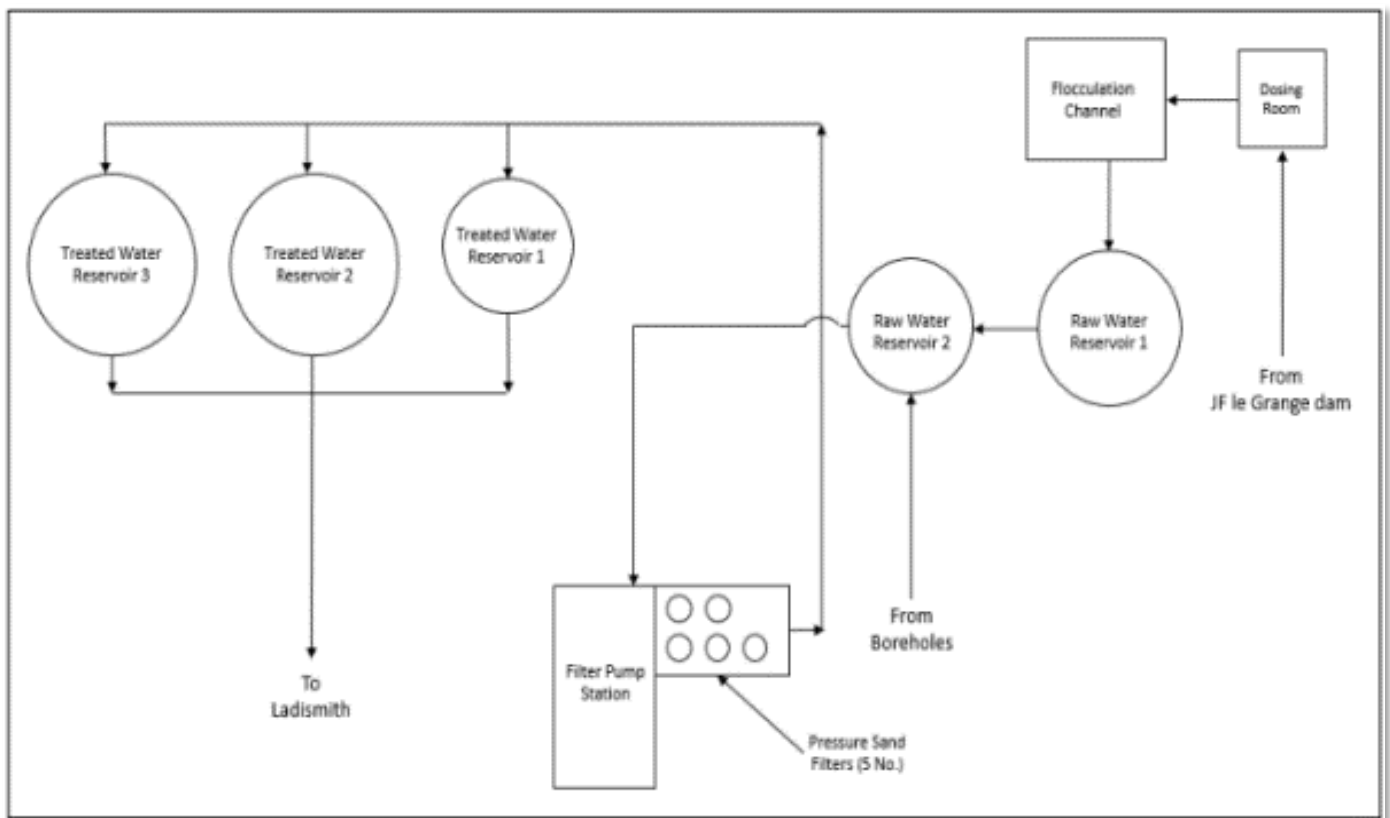 Flocculation
Channel
Dosing
Room
Treated Water
Reservoir 3
Treated Water
Reservoir 2
Treated Water
Reservoir 1
Raw Water
Reservoir 2
Raw Water
Reservoir 1
From
JF le Grange dam
From
Boreholes
Filter Pump
Station
To
Ladismith
Pressure Sand
Filters (5 No.)